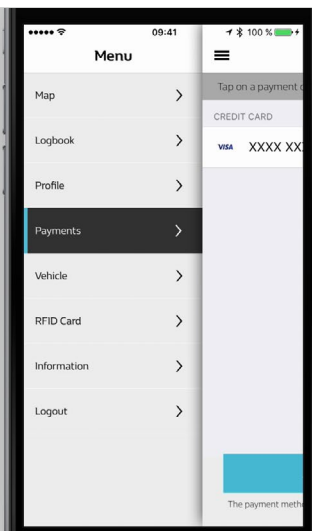 09:41
100 %
Menu
Map
Logbook
Profile
Payments
Vehicle
RFID Card
Information
Logout
Tap on a payment
CREDIT CARD
VISA XXXX XX
The payment meth